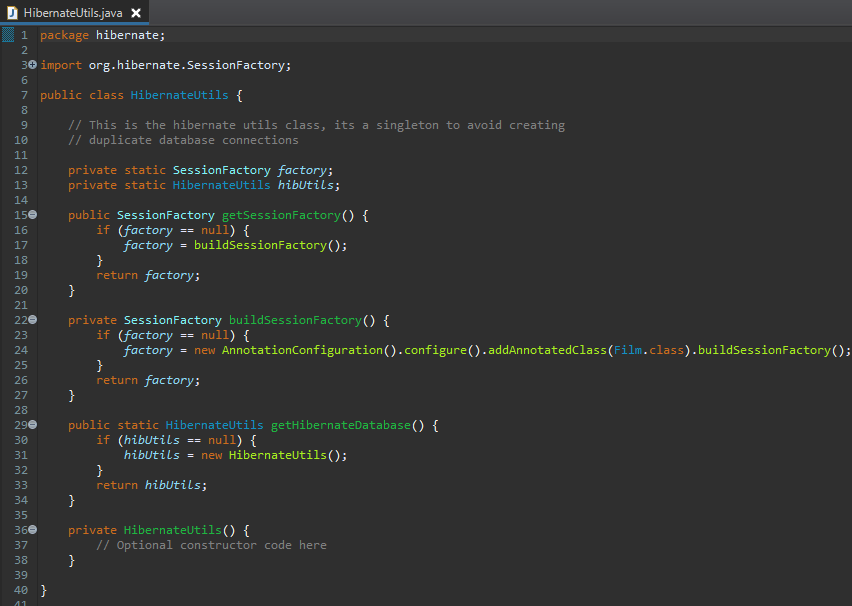 HibernateUtils.java
1 package hibernate;
2
3 import org.hibernate.SessionFactory;
6
7 public class HibernateUtils {
8
9 // This is the hibernate utils class, its a singleton to avoid creating
10 // duplicate database connections
11
12 private static SessionFactory factory;
13 private static HibernateUtils hibUtils;
14
15 public SessionFactory getSessionFactory() {
16 if (factory == null) {
17 factory = buildSessionFactory();
18 }
19 return factory;
20 }
21
22 private SessionFactory buildSessionFactory() {
23 if (factory == null) {
24 factory = new AnnotationConfiguration().configure().addAnnotatedClass(Film.class).buildSessionFactory();
25 }
26 return factory;
27 }
28
29 public static HibernateUtils getHibernateDatabase() {
30 if (hibUtils == null) {
31 hibUtils = new HibernateUtils();
32 }
33 return hibUtils;
34 }
35
36 private HibernateUtils() {
37 // Optional constructor code here
38 }
39
40 }
41